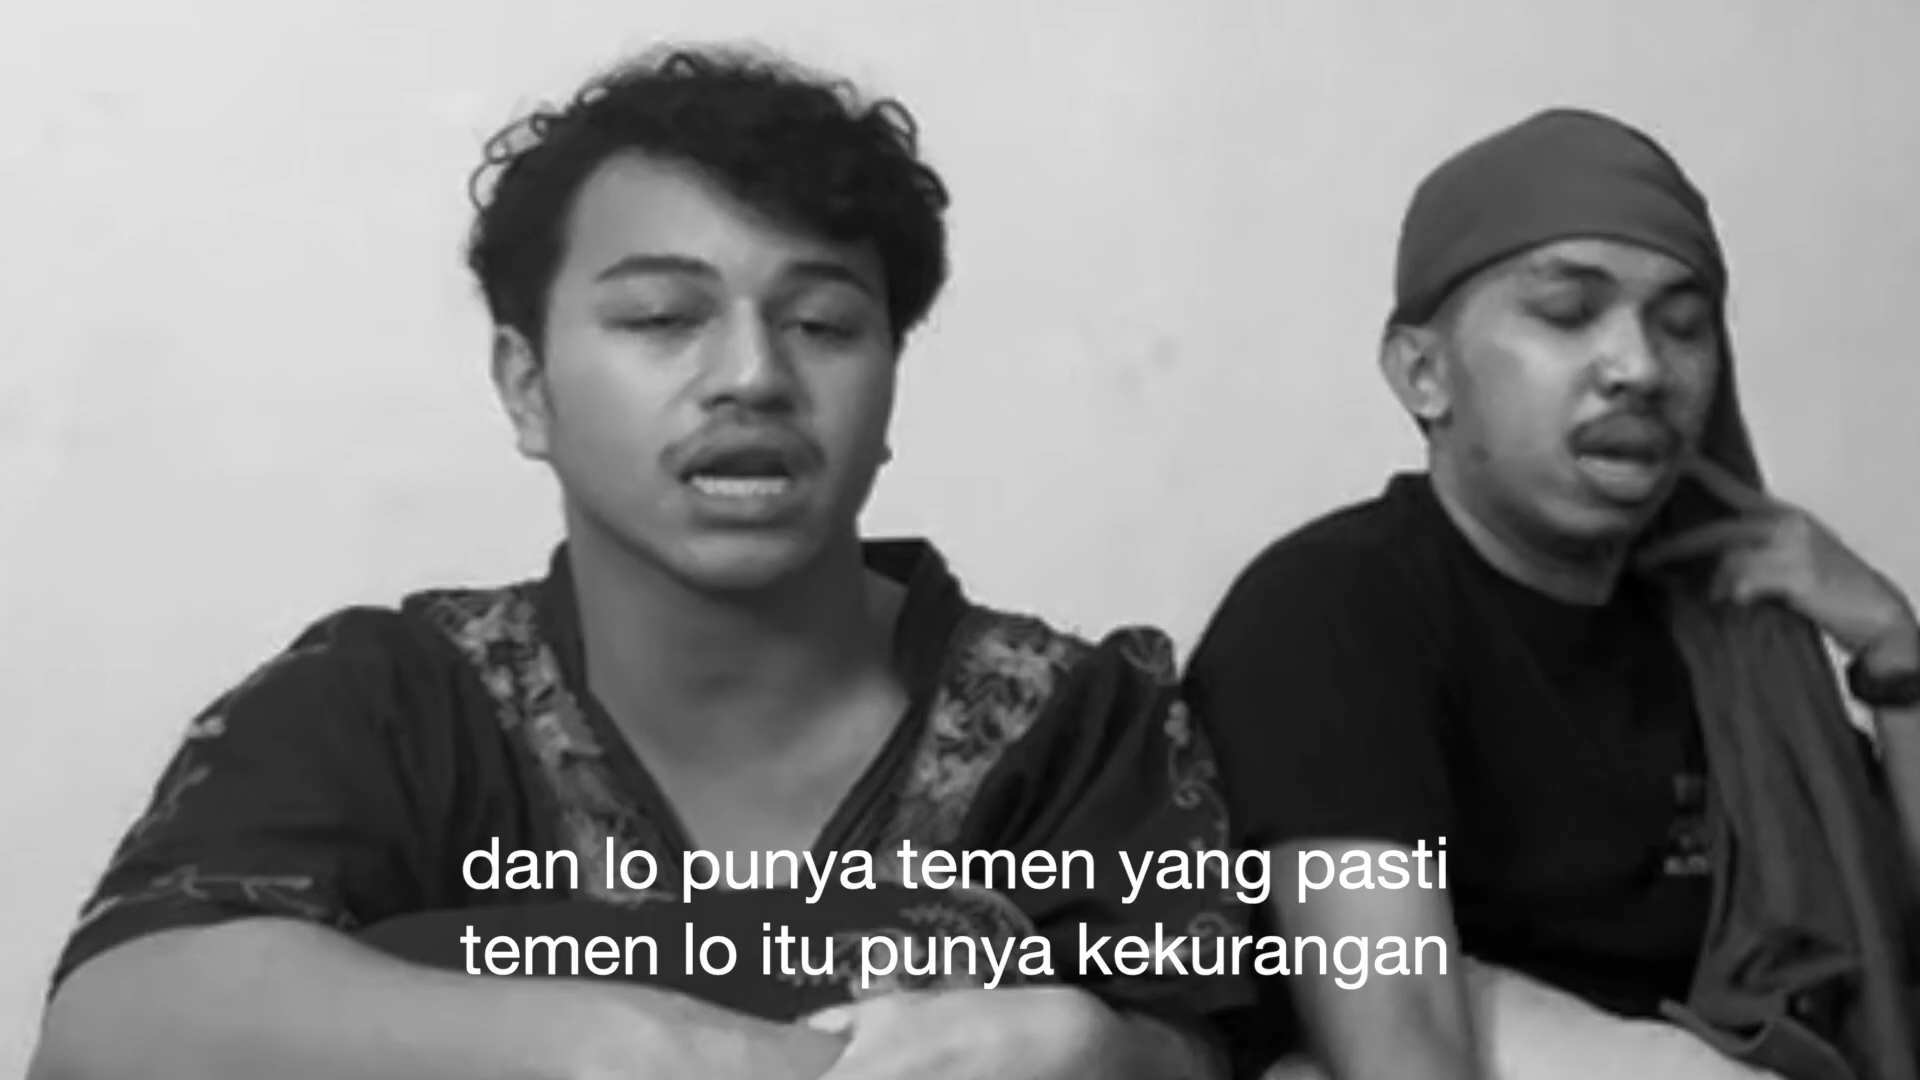 dan lo punya temen yang pasti
temen lo itu punya kekurangan